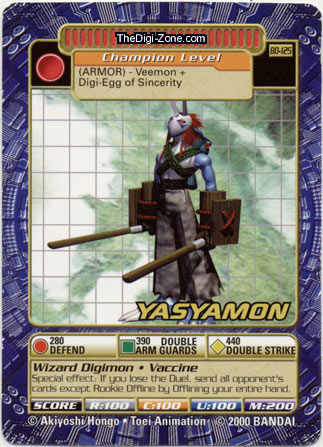 TheDigi-Zone.com
BO-125
Champion Level
(ARMOR) - Veemon +
Digi-Egg of Sincerity
YASYAMON
280 DEFEND
390 DOUBLE ARM GUARDS
440 DOUBLE STRIKE
Wizard Digimon • Vaccine
Special effect: If you lose the Duel, send all opponent's
cards except Rookie Offline by Offlining your entire hand.
SCORE R:100 C:100 U:100 M:200
©Akiyoshi Hongo • Toei Animation ©2000 BANDAI